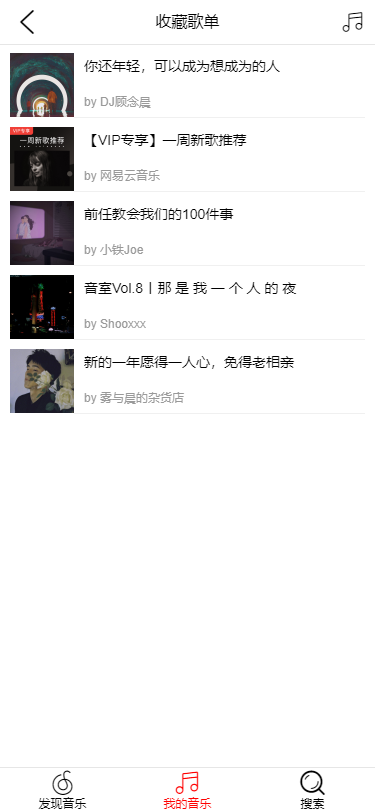 收藏歌单
你还年轻，可以成为想成为的人
by DJ顾念晨
VIP专享
一周新歌推荐
【VIP专享】一周新歌推荐
by 网易云音乐
前任教会我们的100件事
by 小铁Joe
音室Vol.8丨那 是 我 一 个 人 的 夜
by Shooxxx
新的一年愿得一人心，免得老相亲
by 雾与晨的杂货店
发现音乐
我的音乐
搜索